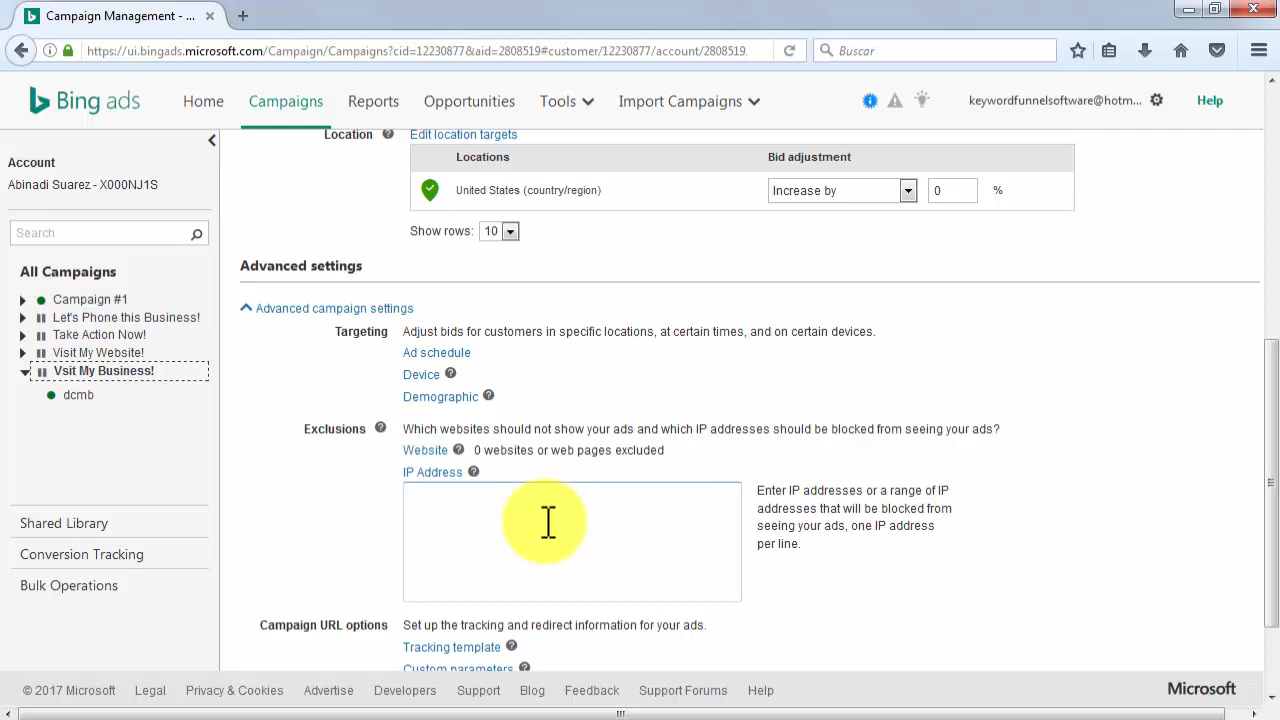 Campaign Management - ...
https://ui.bingads.microsoft.com/Campaign/Campaigns?cid=12230877&aid=2808519#customer/12230877/account/2808519.
Buscar
Bing ads
Home
Campaigns
Reports
Opportunities
Tools
Import Campaigns
keywordfunnelsoftware@hotm...
Help
Account
Abinadi Suarez - X000NJ1S
Search
All Campaigns
Campaign #1
Let's Phone this Business!
Take Action Now!
Visit My Website!
Vsit My Business!
dcmb
Shared Library
Conversion Tracking
Bulk Operations
Location
Edit location targets
Locations
Bid adjustment
United States (country/region)
Increase by
0
%
Show rows: 10
Advanced settings
Advanced campaign settings
Targeting
Adjust bids for customers in specific locations, at certain times, and on certain devices.
Ad schedule
Device
Demographic
Exclusions
Which websites should not show your ads and which IP addresses should be blocked from seeing your ads?
Website
0 websites or web pages excluded
IP Address
Enter IP addresses or a range of IP
addresses that will be blocked from
seeing your ads, one IP address
per line.
Campaign URL options
Set up the tracking and redirect information for your ads.
Tracking template
Custom parameters
© 2017 Microsoft
Legal
Privacy & Cookies
Advertise
Developers
Support
Blog
Feedback
Support Forums
Help
Microsoft